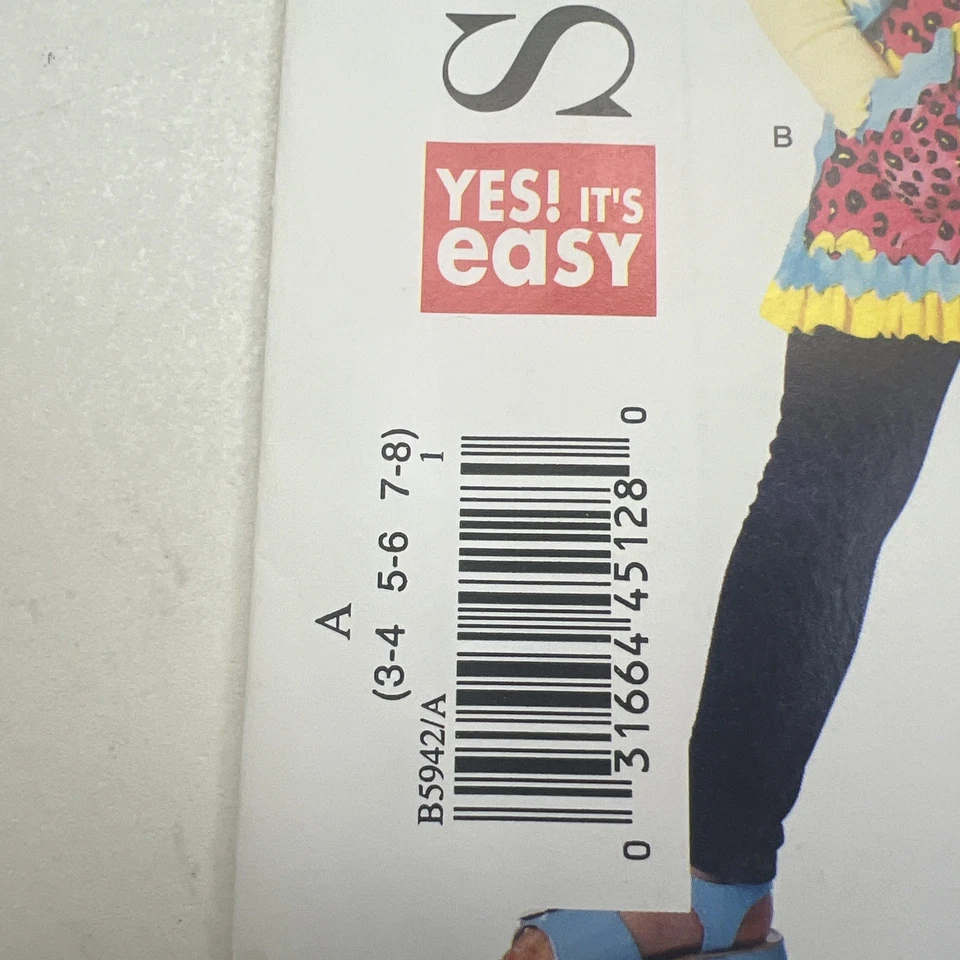 S
YES! IT'S
easy
B
A
(3-4 5-6 7-8)
B5942/A 1
0 31664 45128 0